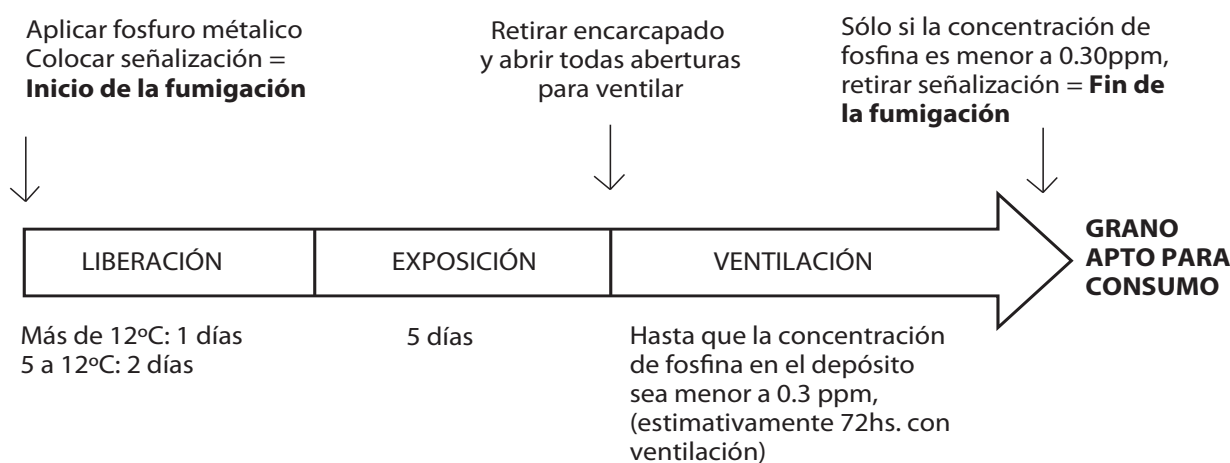 Aplicar fosfuro metálico
Colocar señalización =
Inicio de la fumigación
Retirar encarcapado
y abrir todas aberturas
para ventilar
Sólo si la concentración de
fosfina es menor a 0.30ppm,
retirar señalización = Fin de
la fumigación
LIBERACIÓN
EXPOSICIÓN
VENTILACIÓN
GRANO
APTO PARA
CONSUMO
Más de 12ºC: 1 días
5 a 12ºC: 2 días
5 días
Hasta que la concentración
de fosfina en el depósito
sea menor a 0.3 ppm,
(estimativamente 72hs. con
ventilación)